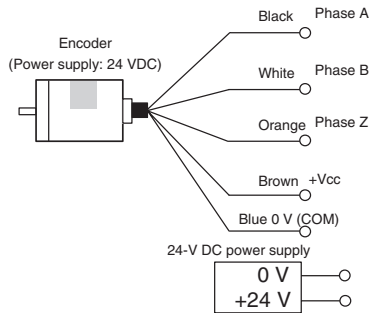 Black Phase A
Encoder
(Power supply: 24 VDC)
White Phase B
Orange Phase Z
Brown +Vcc
Blue 0 V (COM)
24-V DC power supply
0 V
+24 V